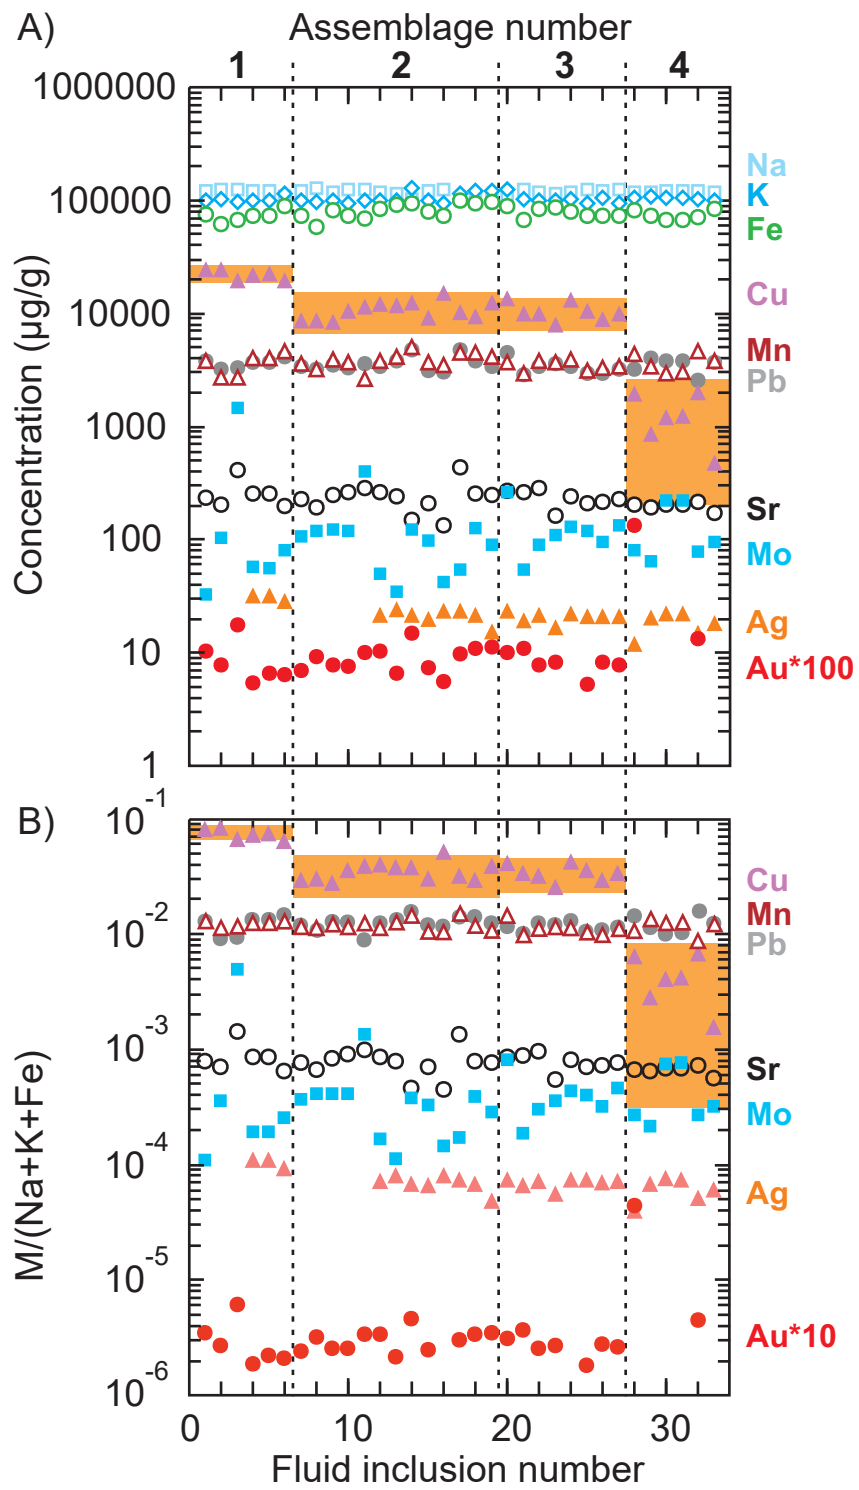 A)
Assemblage number
1 2 3 4
1000000
100000
10000
1000
100
10
1
Concentration (µg/g)
Na
K
Fe
Cu
Mn
Pb
Sr
Mo
Ag
Au*100
B)
10⁻¹
10⁻²
10⁻³
10⁻⁴
10⁻⁵
10⁻⁶
M/(Na+K+Fe)
Cu
Mn
Pb
Sr
Mo
Ag
Au*10
0 10 20 30
Fluid inclusion number